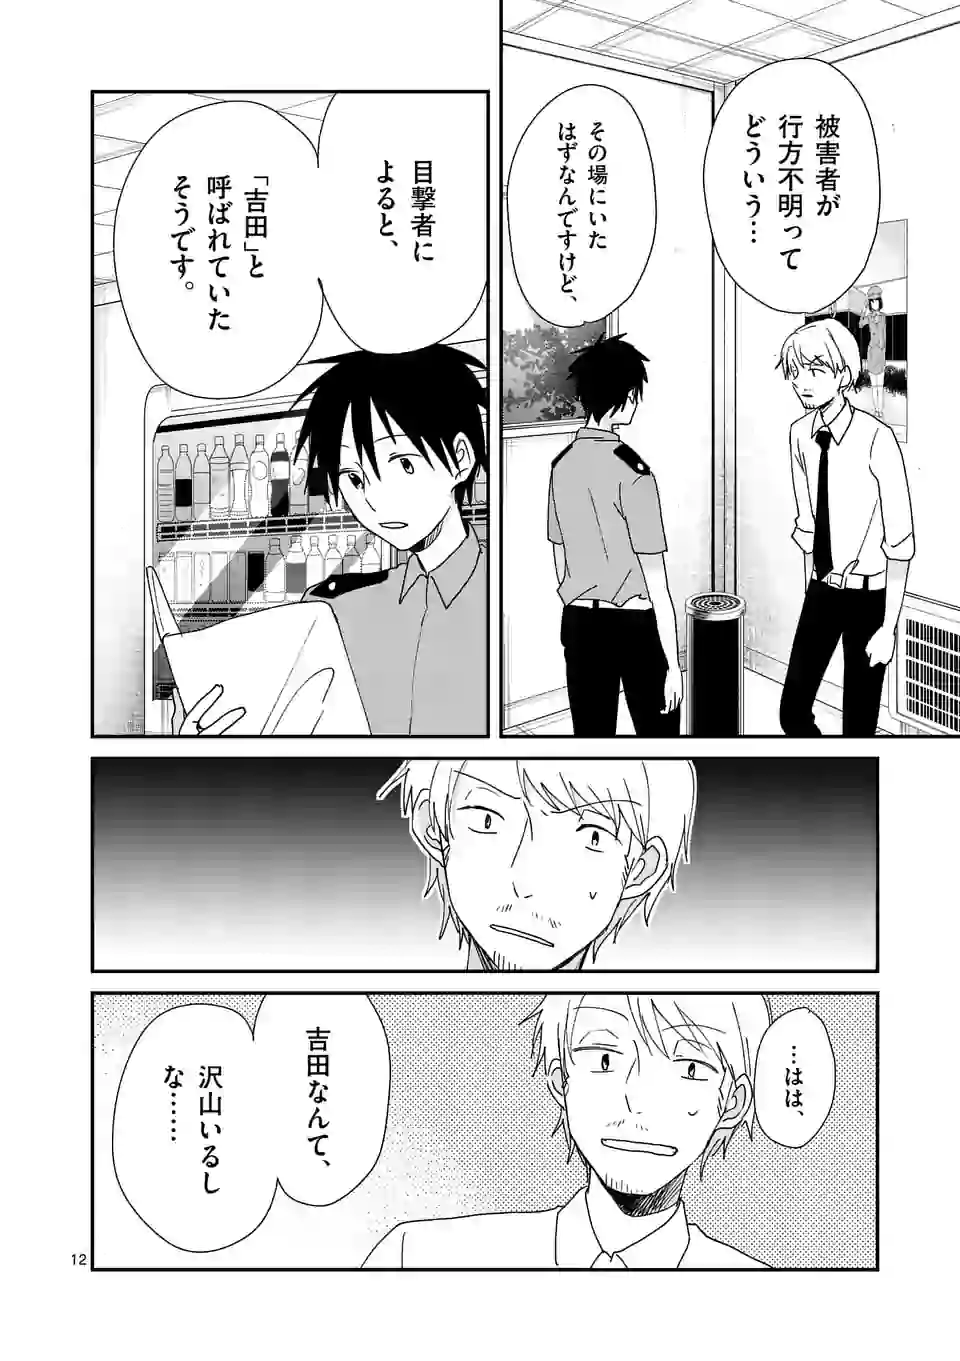 被害者が
行方不明って
どういう…
その場にいた
はずなんですけど、
目撃者に
よると、
「吉田」と
呼ばれていた
そうです。
…はは、
吉田なんて、
沢山いるし
な……
12